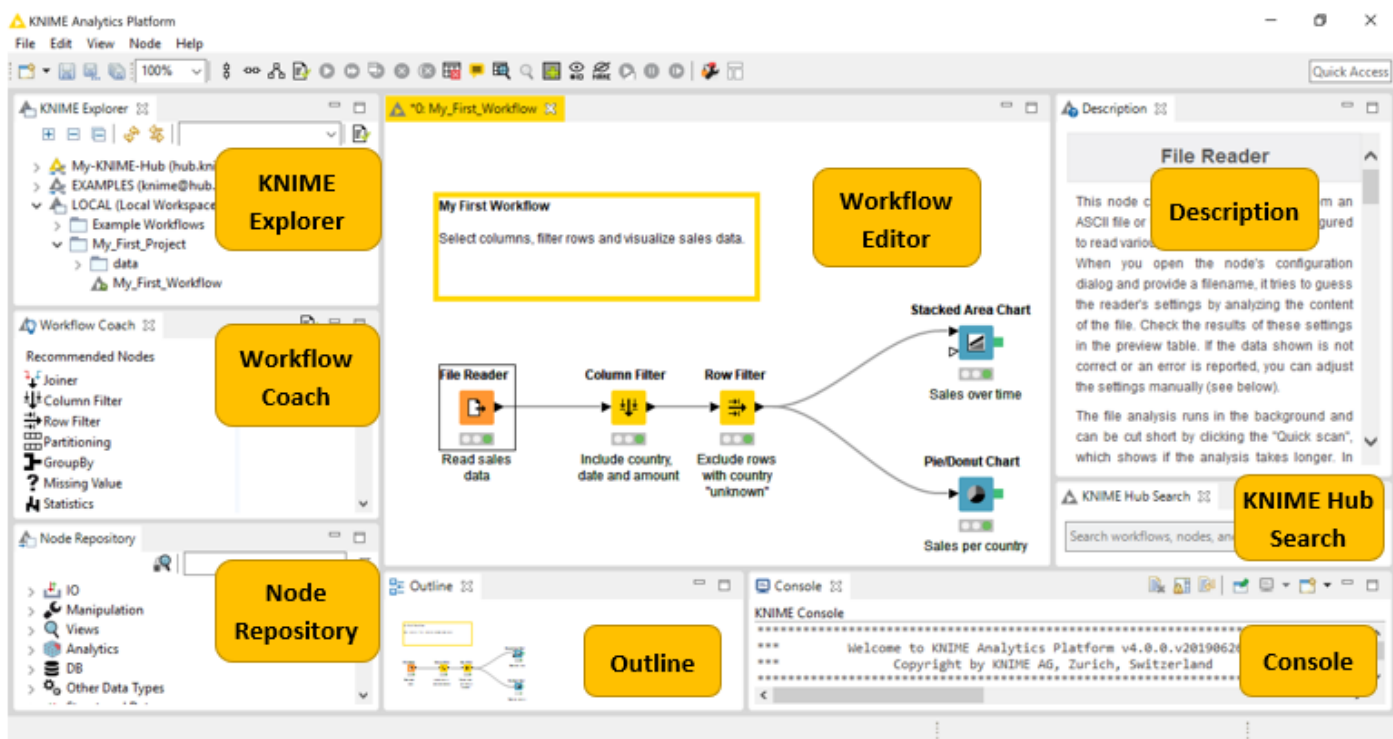 KNIME Analytics Platform
File Edit View Node Help
100%
Quick Access
KNIME Explorer
My-KNIME-Hub (hub.kni
EXAMPLES (knime@hub.
LOCAL (Local Workspace
Example Workflows
My_First_Project
data
My_First_Workflow
KNIME
Explorer
Workflow Coach
Recommended Nodes
Joiner
Column Filter
Row Filter
Partitioning
GroupBy
Missing Value
Statistics
Workflow
Coach
Node Repository
IO
Manipulation
Views
Analytics
DB
Other Data Types
Node
Repository
*0: My_First_Workflow
My First Workflow
Select columns, filter rows and visualize sales data.
Workflow
Editor
File Reader
Read sales
data
Column Filter
Include country,
date and amount
Row Filter
Exclude rows
with country
"unknown"
Stacked Area Chart
Sales over time
Pie/Donut Chart
Sales per country
Description
File Reader
This node c
om an
ASCII file or
gured
to read variou
When you open the node's configuration
dialog and provide a filename, it tries to guess
the reader's settings by analyzing the content
of the file. Check the results of these settings
in the preview table. If the data shown is not
correct or an error is reported, you can adjust
the settings manually (see below).
The file analysis runs in the background and
can be cut short by clicking the "Quick scan",
which shows if the analysis takes longer. In
Description
KNIME Hub Search
Search workflows, nodes, and
KNIME Hub
Search
Outline
Outline
Console
KNIME Console
*** Welcome to KNIME Analytics Platform v4.0.0.v2019062
*** Copyright by KNIME AG, Zurich, Switzerland
Console